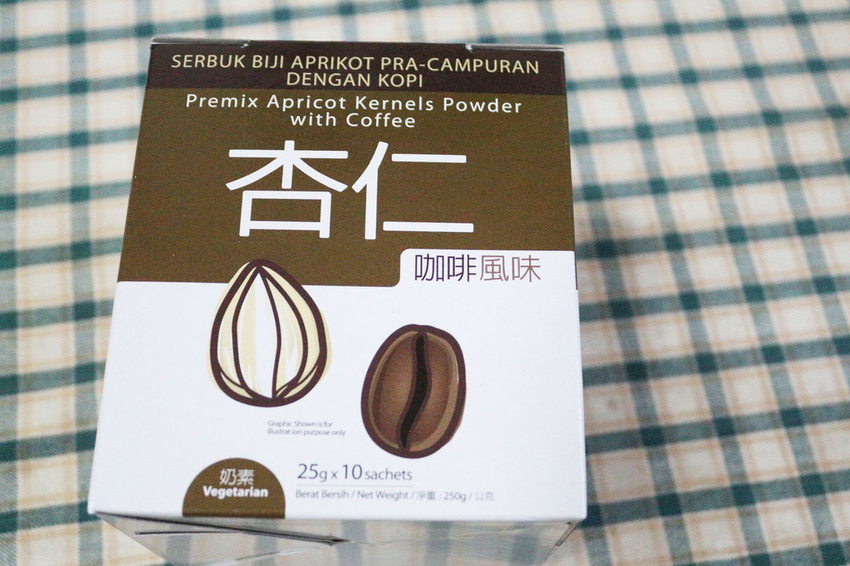 SERBUK BIJI APRIKOT PRA-CAMPURAN
DENGAN KOPI
Premix Apricot Kernels Powder
with Coffee
杏仁
咖啡風味
Graphic Shown is for
illustrat ion purpose only
奶素
Vegetarian
25g x 10 sachets
Berat Bersih / Net Weight / 淨重 : 250g / 公克